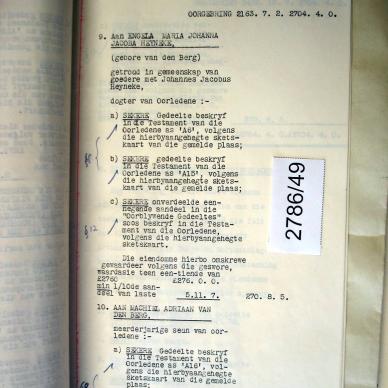 OORGEBRING 2163. 7. 2. 2704. 4. 0.
9. Aan ENGELA MARIA JOHANNA
JACOBA HEYNEKE,
(gebore van den Berg)
getroud in gemeenskap van
goedere met Johannes Jacobus
Heyneke,
dogter van Oorledene :-
a) SEKERE Gedeelte beskryf
in die Testament van die
Oorledene as 'A6', volgens
die hierbyaangehegte skets-
kaart van die gemelde plaas;
b) SEKERE gedeelte beskryf
in die Testament van die
Oorledene as 'A15', volgens
die hierbyaangehegte skets-
kaart van die gemelde plaas;
c) SEKERE onverdeelde een-
negende aandeel in die
"Oorblywende Gedeeltes"
soos beskryf in die Testa-
ment van die Oorledene,
volgens die hierbyaangehegte
sketskaart.
Die eiendomme hierbo omskrewe
gewaardeer volgens die geswore
waardasie teen een-tiende van
£2760 £276. 0. 0.
min 1/10de aan-
deel van laste 5.11. 7. 270. 8. 5.
10. AAN MACHIEL ADRIAAN VAN
DEN BERG,
meerderjarige seun van oor-
ledene :-
a) SEKERE Gedeelte beskryf
in die Testament van die
Oorledene as 'A16', vol-
gens die hierbyaangehegte
sketskaart van die gemelde
plaas;
2786/49